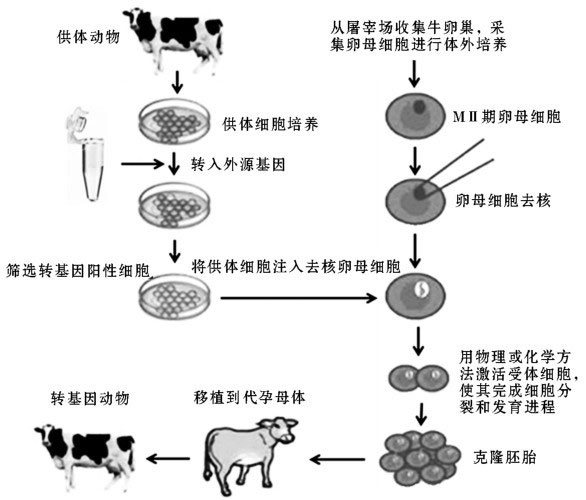 供体动物
从屠宰场收集牛卵巢，采
集卵母细胞进行体外培养
供体细胞培养
MⅡ期卵母细胞
转入外源基因
卵母细胞去核
筛选转基因阳性细胞
将供体细胞注入去核卵母细胞
用物理或化学方
法激活受体细胞，
使其完成细胞分
裂和发育进程
转基因动物
移植到代孕母体
克隆胚胎